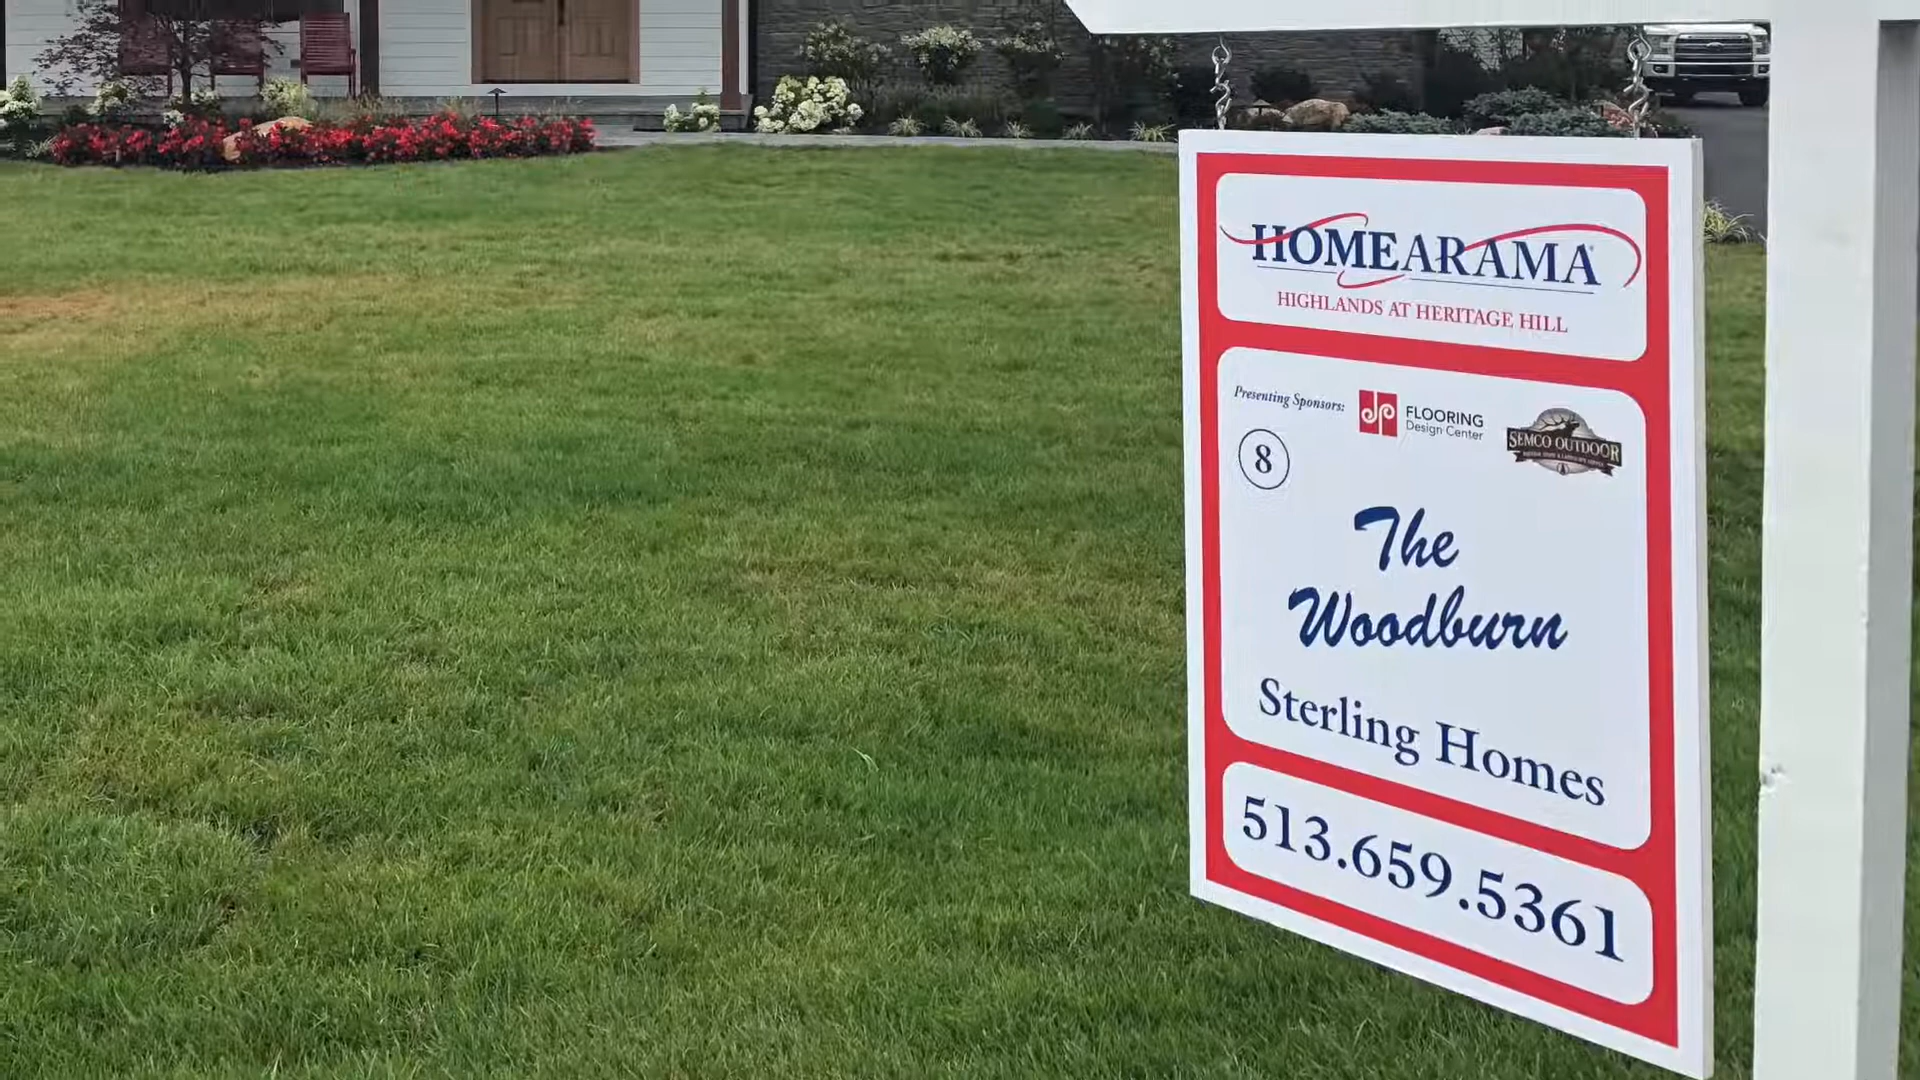 HOMEARAMA
HIGHLANDS AT HERITAGE HILL
Presenting Sponsors:
FLOORING
Design Center
SEMCO OUTDOOR
8
The
Woodburn
Sterling Homes
513.659.5361